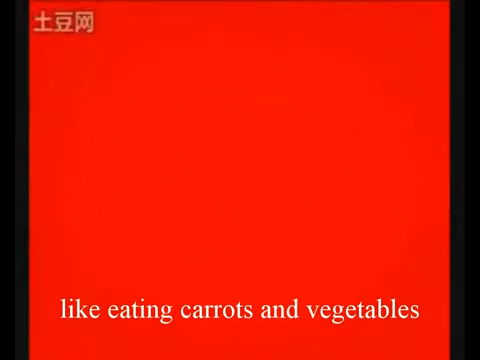 土豆网
like eating carrots and vegetables